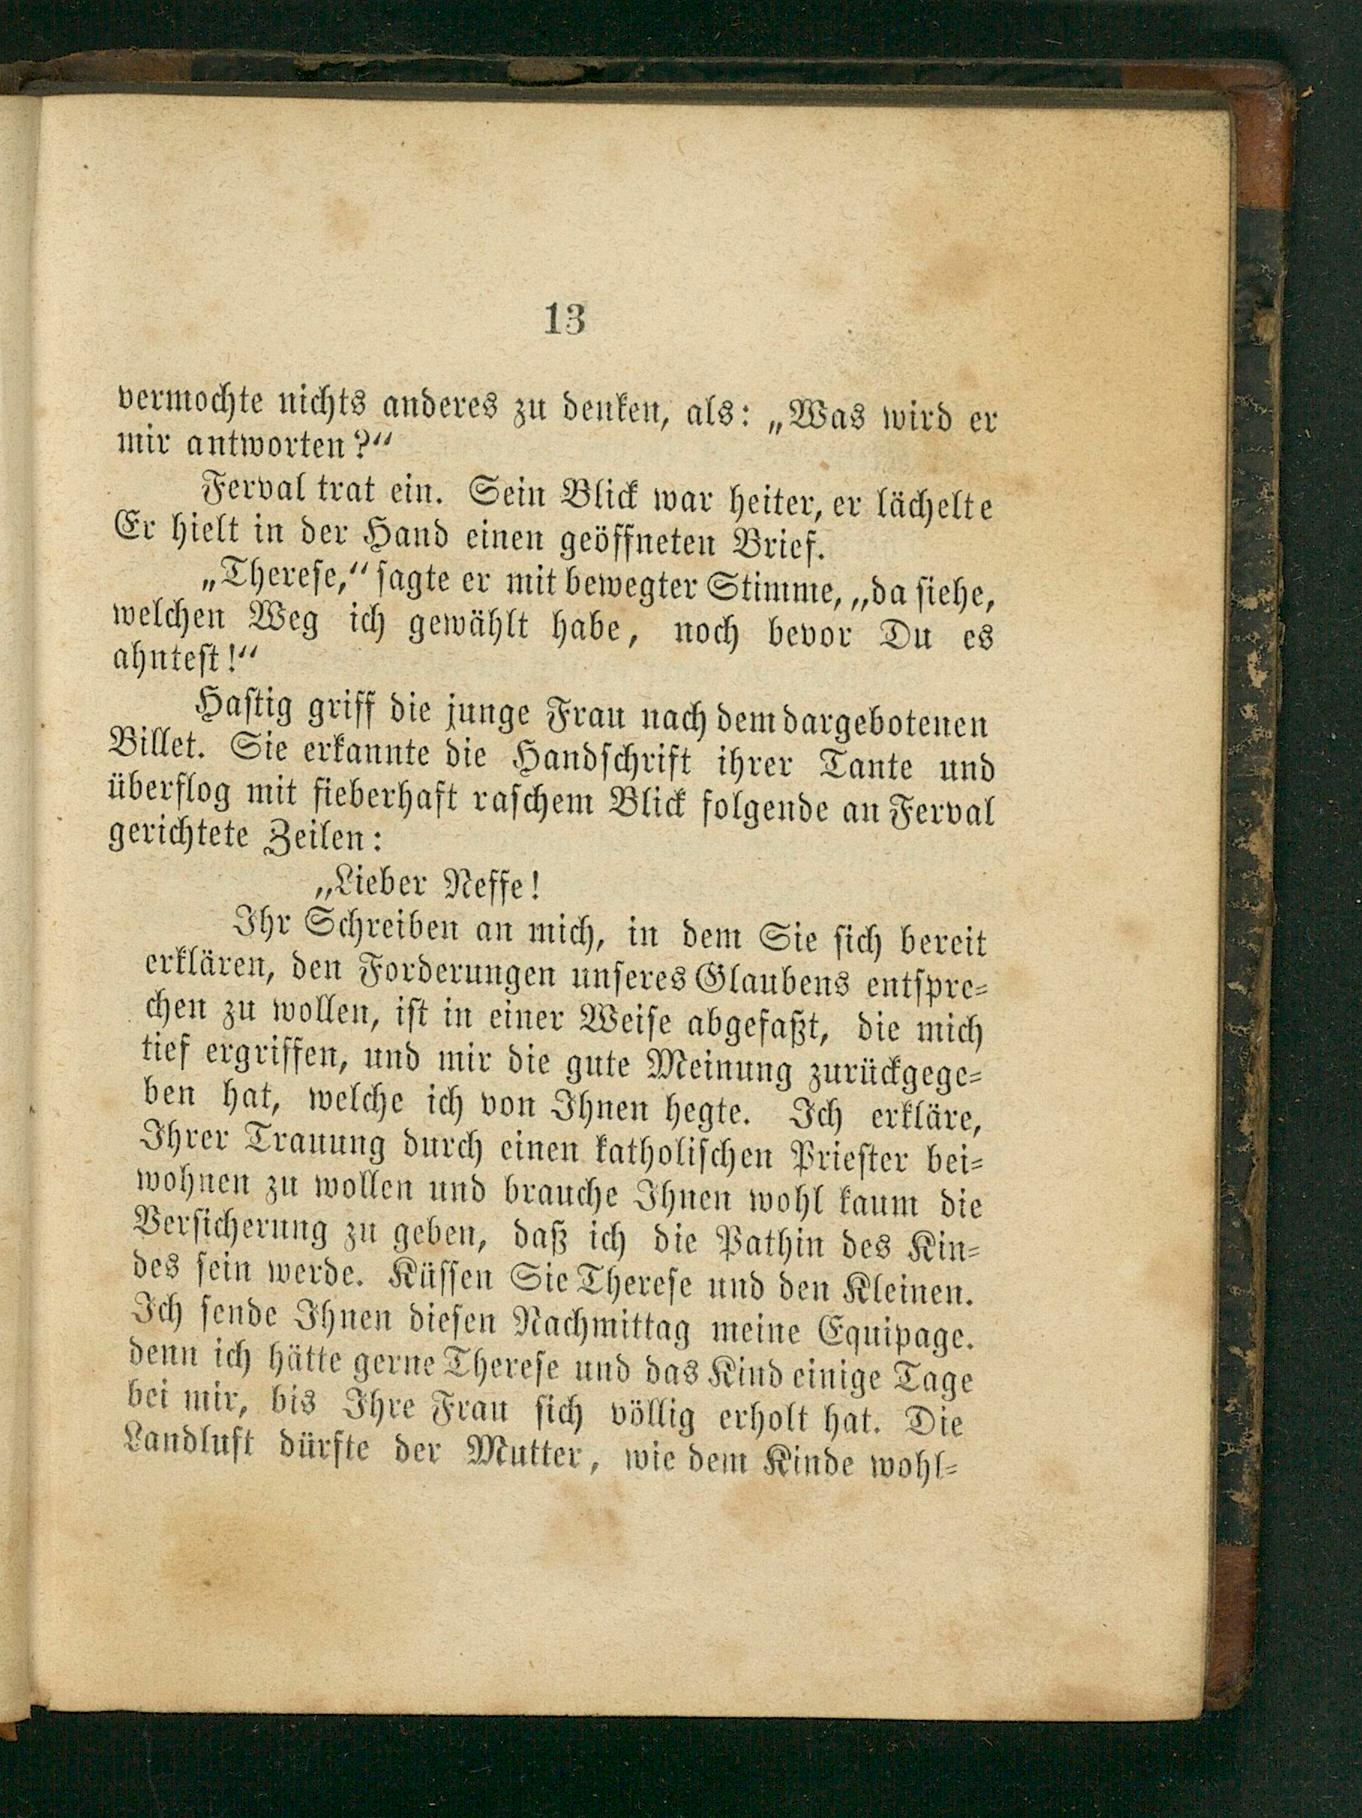 13
vermochte nichts anderes zu denken, als: „Was wird er
mir antworten?“
Ferval trat ein. Sein Blick war heiter, er lächelte
Er hielt in der Hand einen geöffneten Brief.
„Therese,“ sagte er mit bewegter Stimme, „da siehe,
welchen Weg ich gewählt habe, noch bevor Du es
ahntest!“
Hastig griff die junge Frau nach dem dargebotenen
Billet. Sie erkannte die Handschrift ihrer Tante und
überflog mit fieberhaft raschem Blick folgende an Ferval
gerichtete Zeilen:
„Lieber Neffe!
Ihr Schreiben an mich, in dem Sie sich bereit
erklären, den Forderungen unseres Glaubens entspre-
chen zu wollen, ist in einer Weise abgefaßt, die mich
tief ergriffen, und mir die gute Meinung zurückgege-
ben hat, welche ich von Ihnen hegte. Ich erkläre,
Ihrer Trauung durch einen katholischen Priester bei-
wohnen zu wollen und brauche Ihnen wohl kaum die
Versicherung zu geben, daß ich die Pathin des Kin-
des sein werde. Küssen Sie Therese und den Kleinen.
Ich sende Ihnen diesen Nachmittag meine Equipage.
denn ich hätte gerne Therese und das Kind einige Tage
bei mir, bis Ihre Frau sich völlig erholt hat. Die
Landluft dürfte der Mutter, wie dem Kinde wohl-